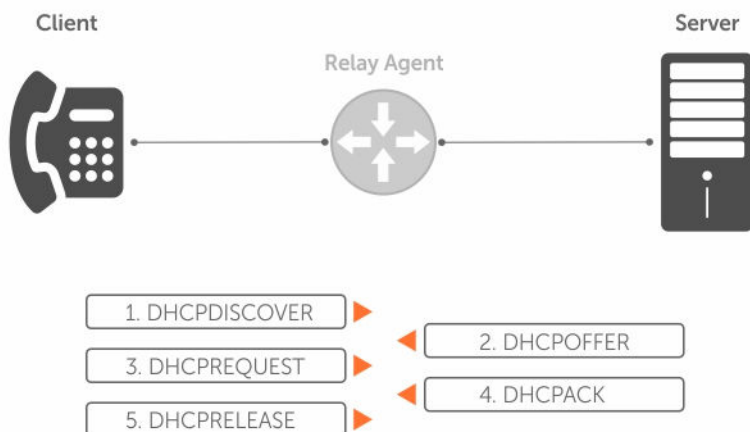 Client
Server
Relay Agent
1. DHCPDISCOVER
2. DHCPOFFER
3. DHCPREQUEST
4. DHCPACK
5. DHCPRELEASE